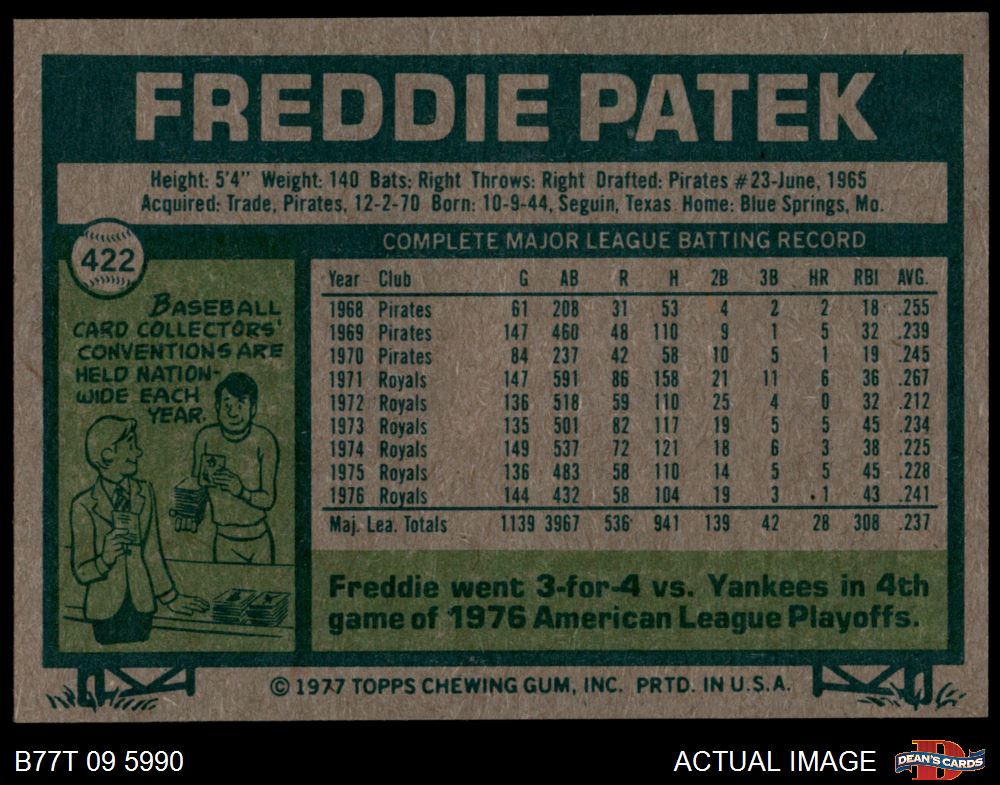 FREDDIE PATEK
Height: 5'4" Weight: 140 Bats: Right Throws: Right Drafted: Pirates #23-June, 1965
Acquired: Trade, Pirates, 12-2-70 Born: 10-9-44, Seguin, Texas Home: Blue Springs, Mo.
422
BASEBALL
CARD COLLECTORS'
CONVENTIONS ARE
HELD NATION-
WIDE EACH
YEAR.
COMPLETE MAJOR LEAGUE BATTING RECORD
Year Club G AB R H 2B 3B HR RBI AVG.
1968 Pirates 61 208 31 53 4 2 2 18 .255
1969 Pirates 147 460 48 110 9 1 5 32 .239
1970 Pirates 84 237 42 58 10 5 1 19 .245
1971 Royals 147 591 86 158 21 11 6 36 .267
1972 Royals 136 518 59 110 25 4 0 32 .212
1973 Royals 135 501 82 117 19 5 5 45 .234
1974 Royals 149 537 72 121 18 6 3 38 .225
1975 Royals 136 483 58 110 14 5 5 45 .228
1976 Royals 144 432 58 104 19 3 1 43 .241
Maj. Lea. Totals 1139 3967 536 941 139 42 28 308 .237
Freddie went 3-for-4 vs. Yankees in 4th
game of 1976 American League Playoffs.
© 1977 TOPPS CHEWING GUM, INC. PRTD. IN U.S.A.
B77T 09 5990
ACTUAL IMAGE
D
DEAN'S CARDS